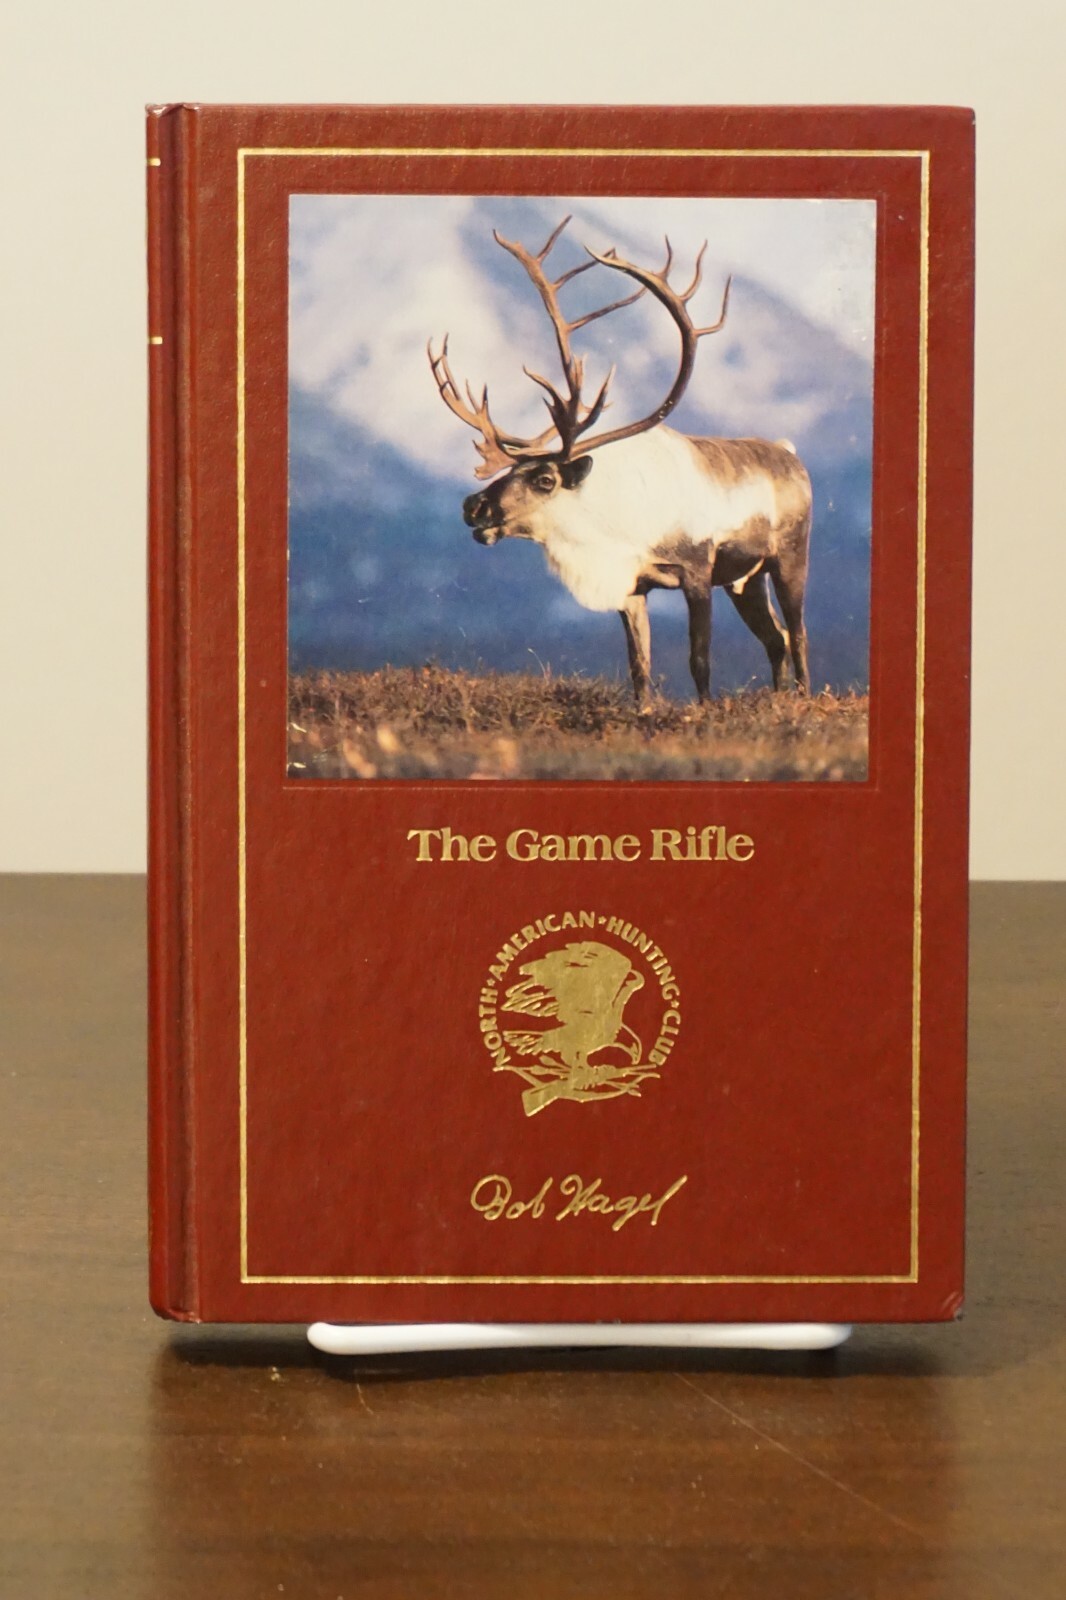 The Game Rifle
NORTH•AMERICAN•HUNTING•CLUB
Bob Hagel